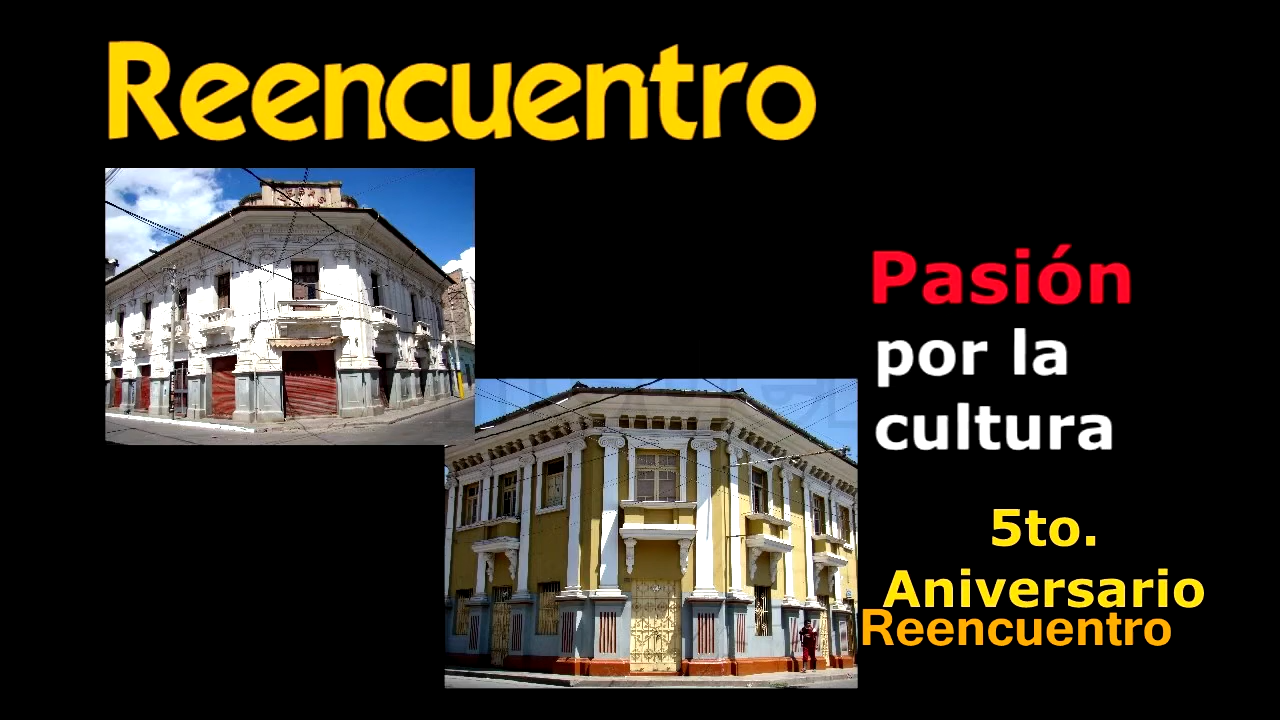 Reencuentro
Pasión
por la
cultura
5to.
Aniversario
Reencuentro